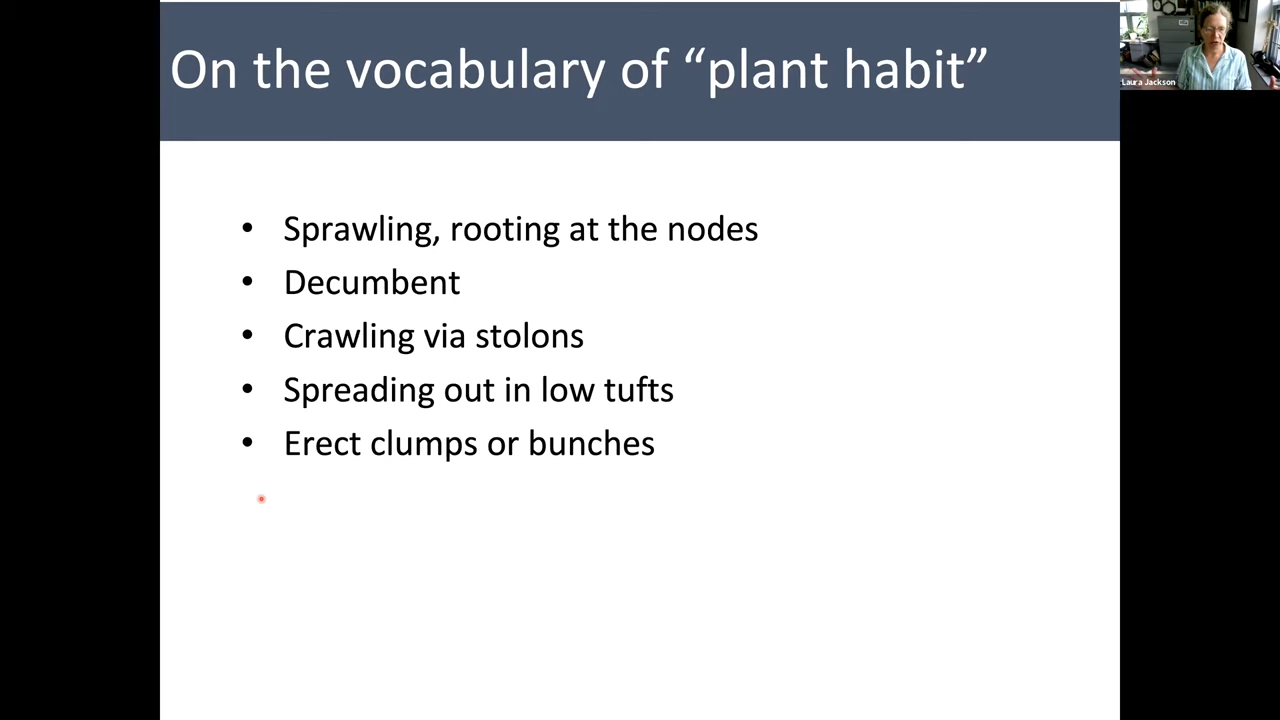 On the vocabulary of “plant habit”
Laura Jackson
• Sprawling, rooting at the nodes
• Decumbent
• Crawling via stolons
• Spreading out in low tufts
• Erect clumps or bunches